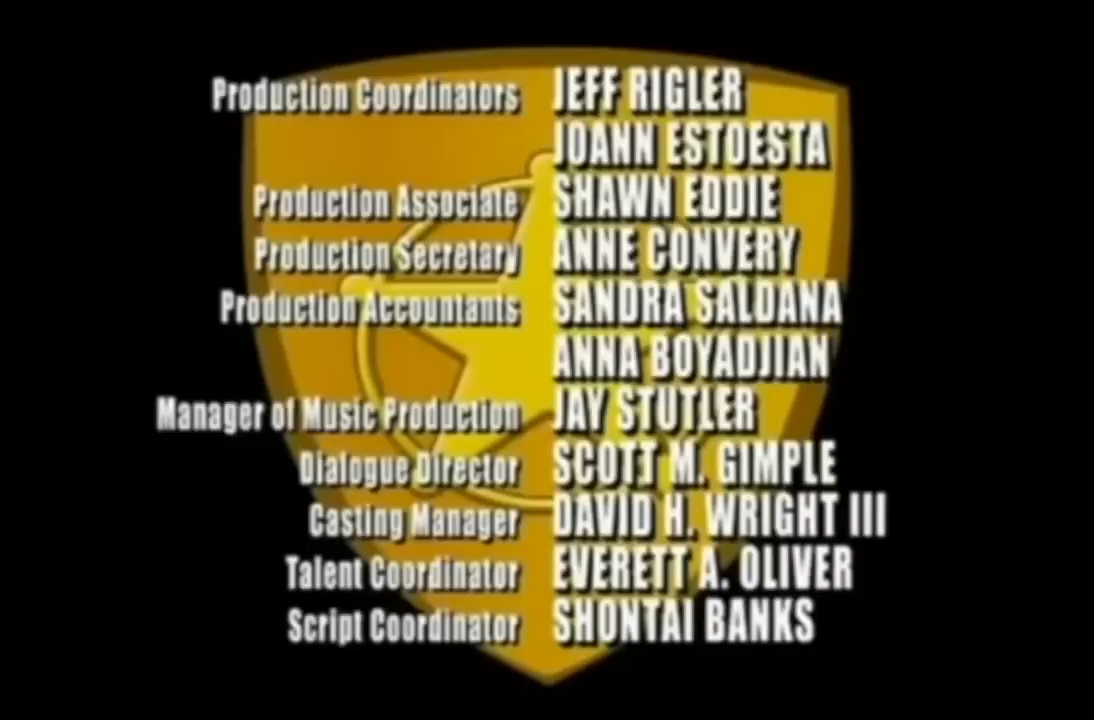 Production Coordinators JEFF RIGLER
JOANN ESTOESTA
Production Associate SHAWN EDDIE
Production Secretary ANNE CONVERY
Production Accountants SANDRA SALDANA
ANNA BOYADJIAN
Manager of Music Production JAY STUTLER
Dialogue Director SCOTT M. GIMPLE
Casting Manager DAVID H. WRIGHT III
Talent Coordinator EVERETT A. OLIVER
Script Coordinator SHONTAI BANKS